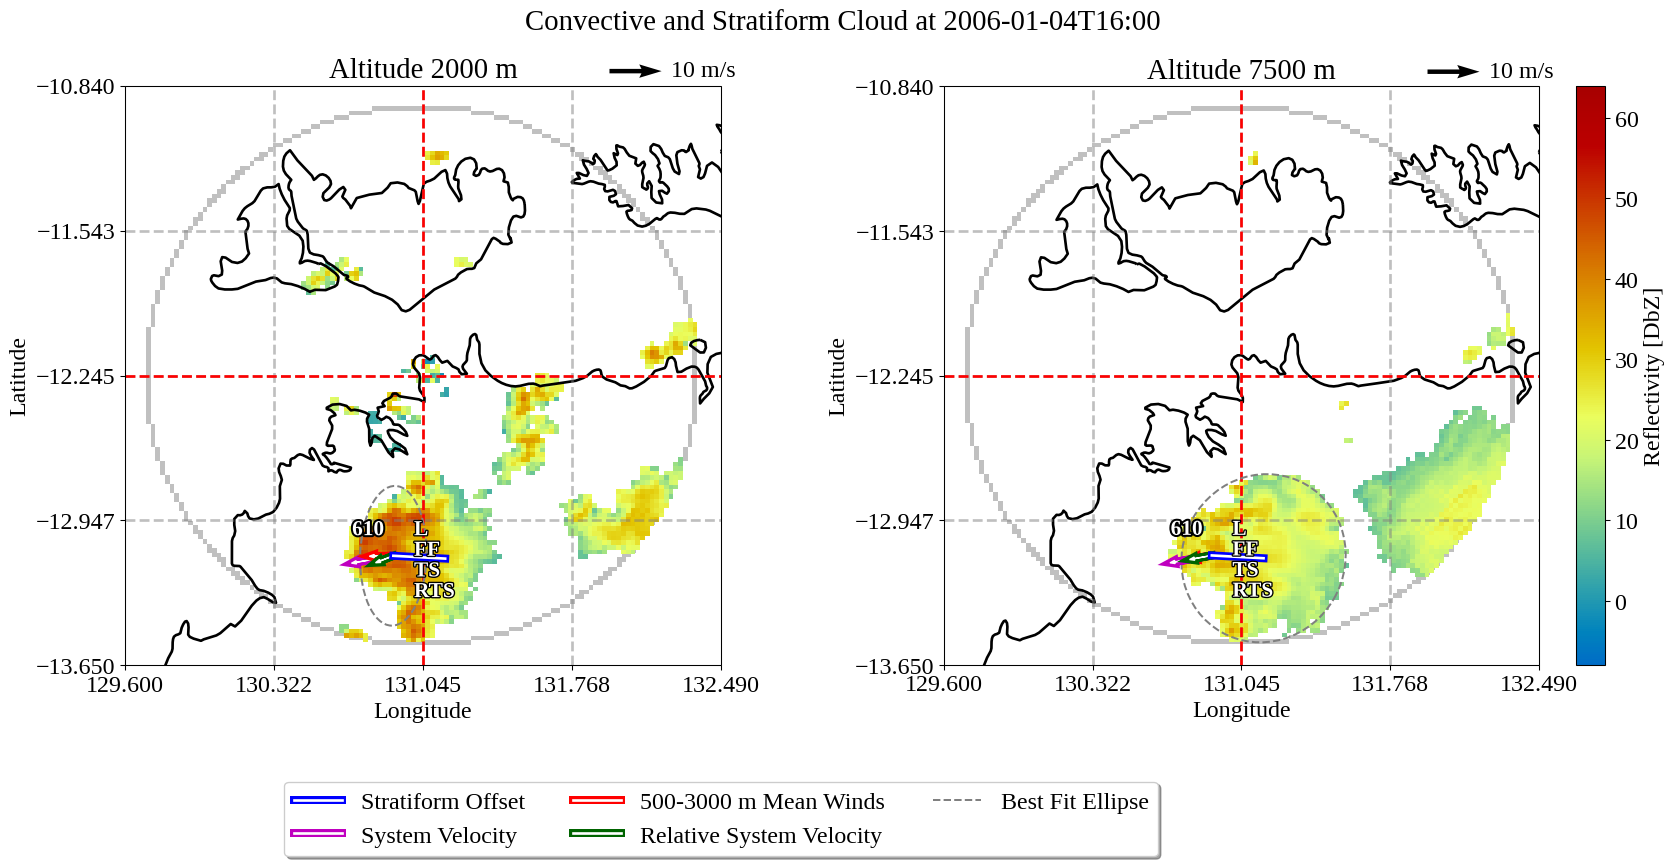 Convective and Stratiform Cloud at 2006-01-04T16:00
Altitude 2000 m
10 m/s
Altitude 7500 m
10 m/s
−10.840
−11.543
−12.245
−12.947
−13.650
Latitude
129.600
130.322
131.045
131.768
132.490
Longitude
610
L
FF
TS
RTS
−10.840
−11.543
−12.245
−12.947
−13.650
Latitude
129.600
130.322
131.045
131.768
132.490
Longitude
610
L
FF
TS
RTS
60
50
40
30
20
10
0
Reflectivity [DbZ]
Stratiform Offset
System Velocity
500-3000 m Mean Winds
Relative System Velocity
Best Fit Ellipse